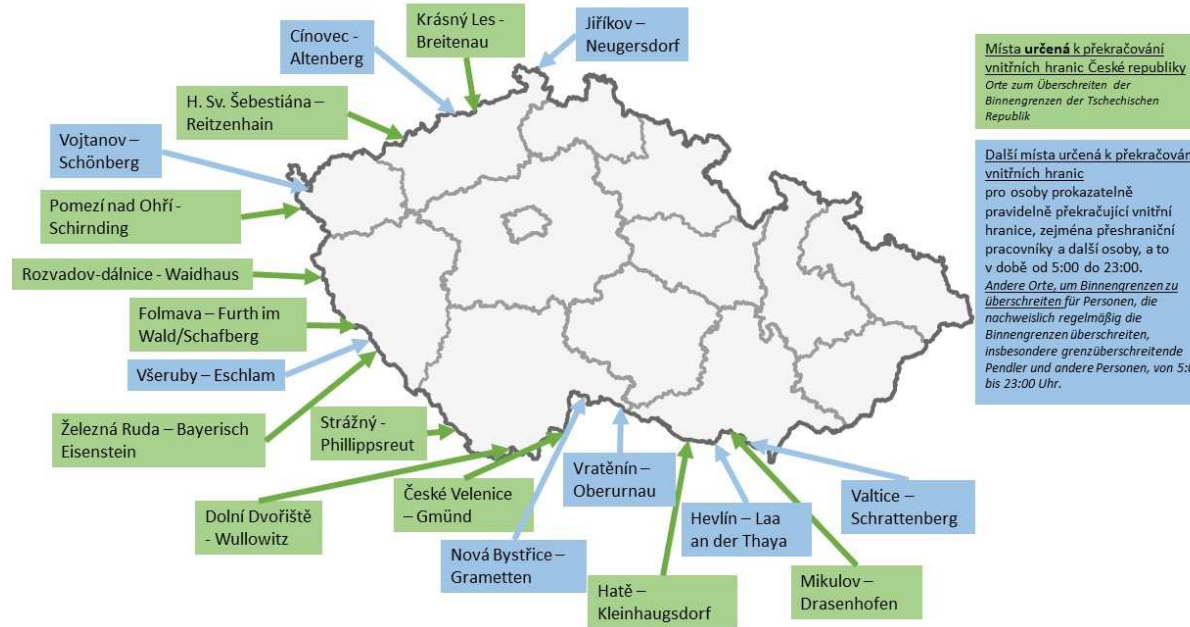 Krásný Les -
Breitenau
Jiříkov –
Neugersdorf
Cínovec -
Altenberg
H. Sv. Šebestiána –
Reitzenhain
Vojtanov –
Schönberg
Pomezí nad Ohří -
Schirnding
Rozvadov-dálnice - Waidhaus
Folmava – Furth im
Wald/Schafberg
Všeruby – Eschlam
Železná Ruda – Bayerisch
Eisenstein
Strážný -
Phillippsreut
Dolní Dvořiště
- Wullowitz
České Velenice
– Gmünd
Nová Bystřice –
Grametten
Vratěnín –
Oberurnau
Hatě –
Kleinhaugsdorf
Hevlín – Laa
an der Thaya
Mikulov –
Drasenhofen
Valtice –
Schrattenberg
Místa určená k překračování
vnitřních hranic České republiky
Orte zum Überschreiten der
Binnengrenzen der Tschechischen
Republik
Další místa určená k překračován
vnitřních hranic
pro osoby prokazatelně
pravidelně překračující vnitřní
hranice, zejména přeshraniční
pracovníky a další osoby, a to
v době od 5:00 do 23:00.
Andere Orte, um Binnengrenzen zu
überschreiten für Personen, die
nachweislich regelmäßig die
Binnengrenzen überschreiten,
insbesondere grenzüberschreitende
Pendler und andere Personen, von 5:0
bis 23:00 Uhr.